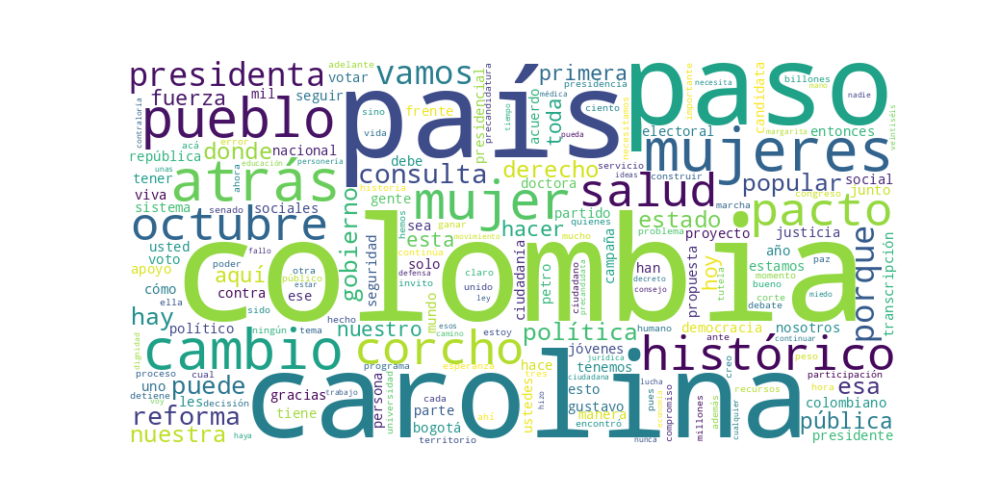 colombia
carolina
país
paso
pueblo
presidenta
vamos
primera
mujeres
mujer
atrás
octubre
cambio
corcho
histórico
pacto
salud
porque
popular
consulta
derecho
gobierno
política
reforma
nuestra
nuestro
puede
hay
aquí
dónde
fuerza
mil
seguir
votar
adelante
frente
vida
sino
presidencial
precandidatura
toda
acuerdo
presidencia
ciento
electoral
candidata
importante
necesita
necesitamos
billones
mano
nadie
margarita
entonces
veintiséis
contraloría
república
acá
error
personería
nacional
educación
unas
ahora
tener
viva
sistema
senado
sociales
debe
historia
gente
doctora
médica
tiempo
pueda
servicio
ideas
construir
social
congreso
junto
estado
marcha
hacer
partido
quienes
sea
hemos
ganar
esta
movimiento
continúa
mucho
problema
proyecto
justicia
año
paz
han
hoy
propuesta
tutela
estamos
momento
bueno
corte
miedo
debate
decreto
consejo
transcripción
usted
voto
apoyo
cómo
contra
ella
poder
fallo
otra
público
estar
ese
sido
solo
seguridad
defensa
claro
invito
unido
ley
mundo
petro
ciudadanía
ciudadano
precandidata
campaña
político
ningún
hecho
tema
esos
camino
estoy
humano
democracia
nosotros
ante
continuar
dignidad
proceso
cual
uno
detiene
les
decisión
voy
haya
gracias
tiene
trabajo
persona
universidad
programa
esperanza
cada
parte
bogotá
territorio
ahí
tres
hace
ustedes
hizo
jurídica
ciudadana
jóvenes
tenemos
esto
gustavo
manera
encontró
economía
lucha
nunca
pues
compromiso
creo
millones
además
recursos
cualquier
peso
hora
participación
esa
colombiano
pública
presidente